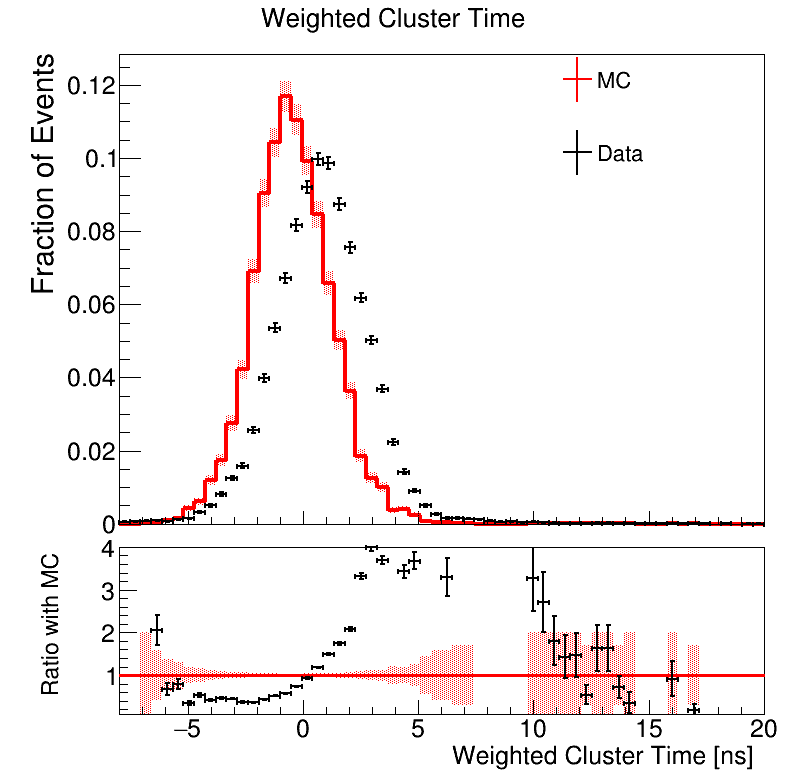 Weighted Cluster Time
Fraction of Events
0.12
0.1
0.08
0.06
0.04
0.02
0
MC
Data
Ratio with MC
4
3
2
1
−5 0 5 10 15 20
Weighted Cluster Time [ns]